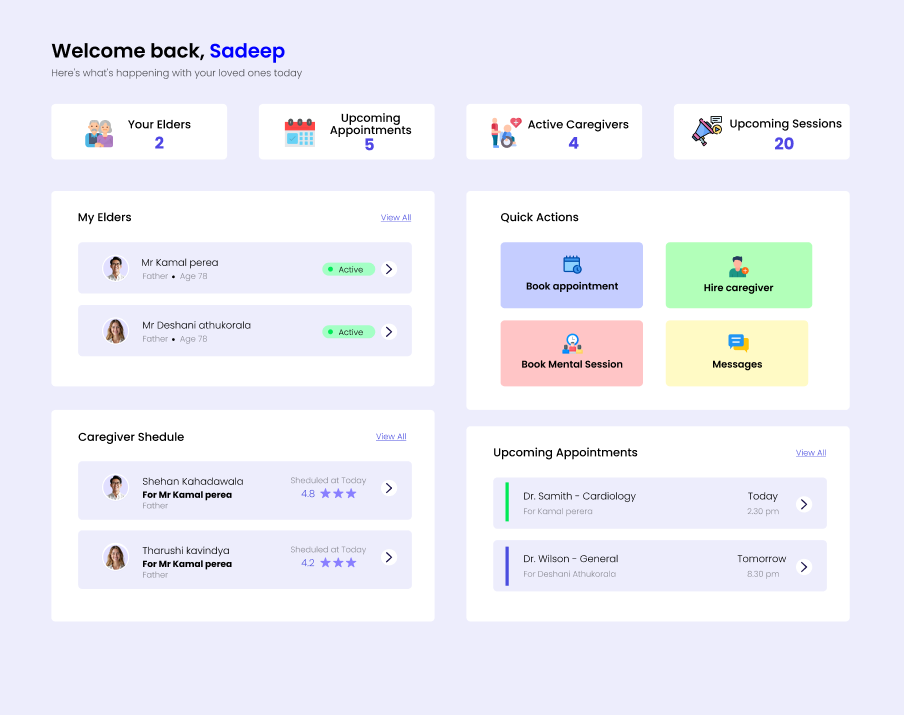 Welcome back, Sadeep
Here's what's happening with your loved ones today
Your Elders
2
Upcoming
Appointments
5
Active Caregivers
4
Upcoming Sessions
20
My Elders
View All
Mr Kamal perea
Father • Age 78
Active
Mr Deshani athukorala
Father • Age 78
Active
Quick Actions
Book appointment
Hire caregiver
Book Mental Session
Messages
Caregiver Shedule
View All
Shehan Kahadawala
For Mr Kamal perea
Father
Sheduled at Today
4.8
Tharushi kavindya
For Mr Kamal perea
Father
Sheduled at Today
4.2
Upcoming Appointments
View All
Dr. Samith - Cardiology
For Kamal perera
Today
2.30 pm
Dr. Wilson - General
For Deshani Athukorala
Tomorrow
8.30 pm